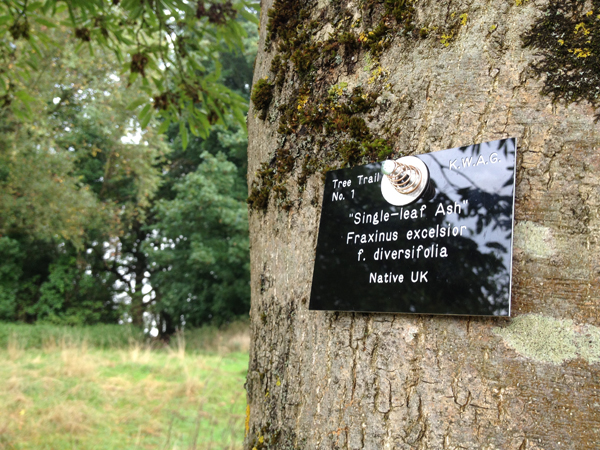 K.W.A.G.
Tree Trail
No. 1
"Single-leaf Ash"
Fraxinus excelsior
f. diversifolia
Native UK